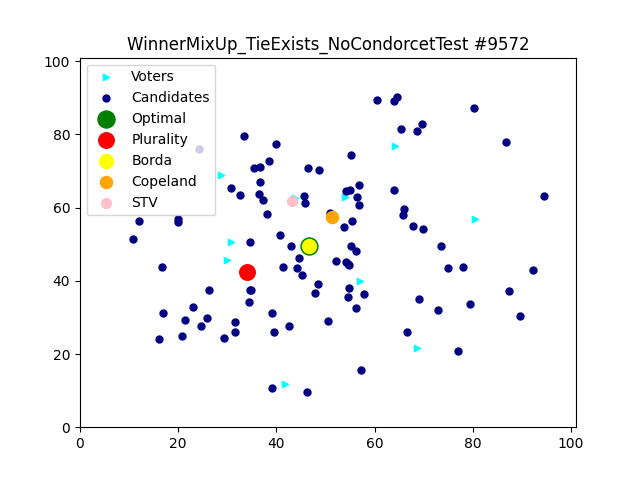 WinnerMixUp_TieExists_NoCondorcetTest #9572
Voters
Candidates
Optimal
Plurality
Borda
Copeland
STV
100
80
60
40
20
0
0 20 40 60 80 100